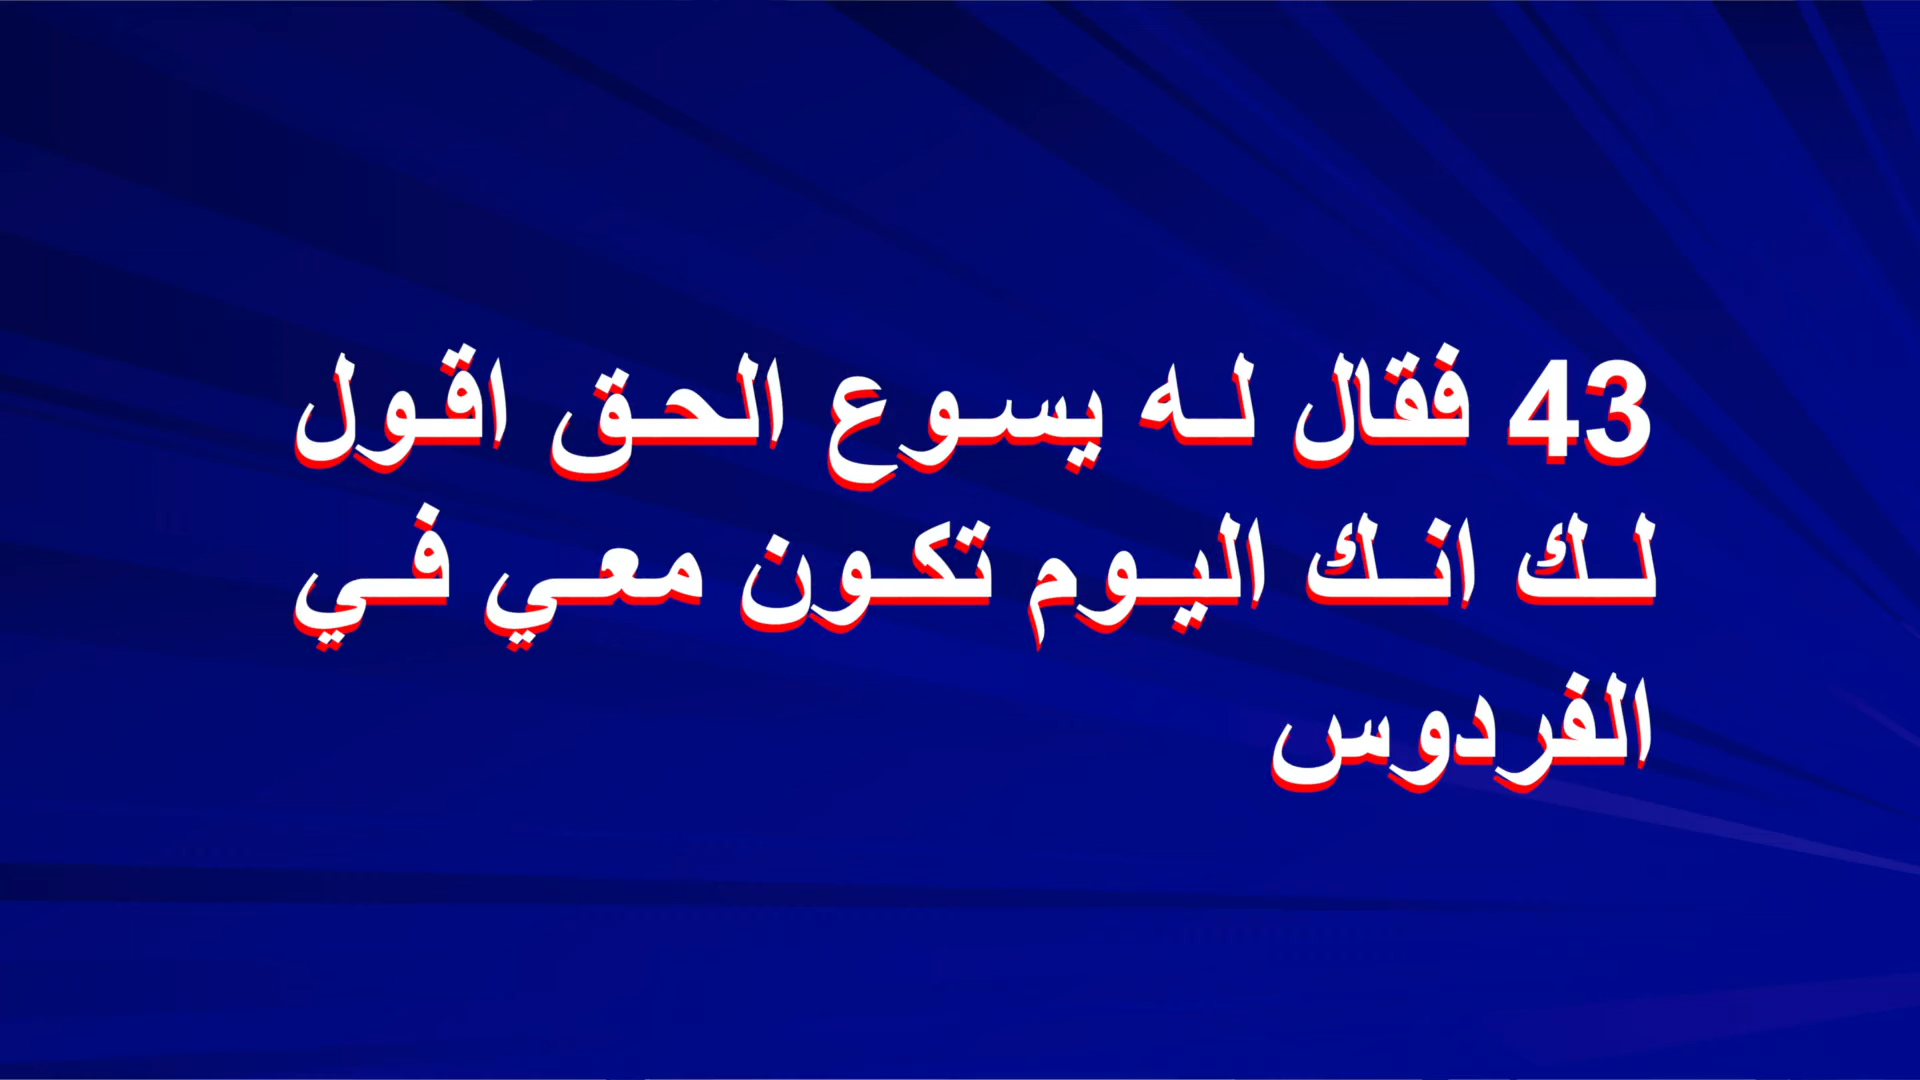 43 فقال له يسوع الحق اقول
لك انك اليوم تكون معي في
الفردوس